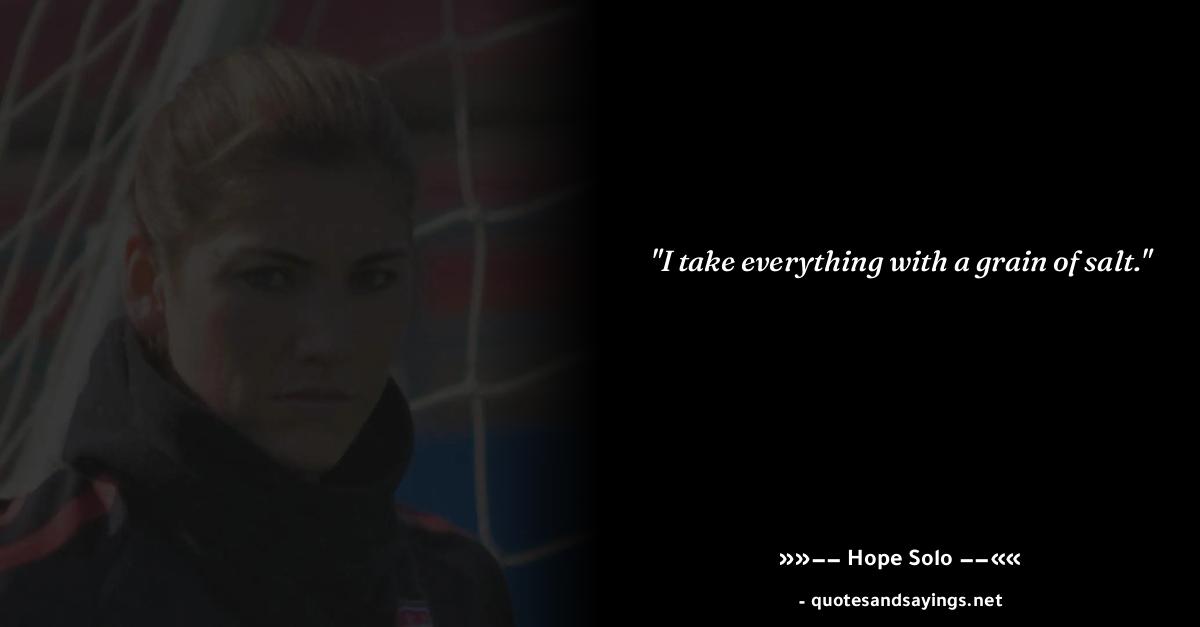 "I take everything with a grain of salt."
»»–– Hope Solo ––««
- quotesandsayings.net